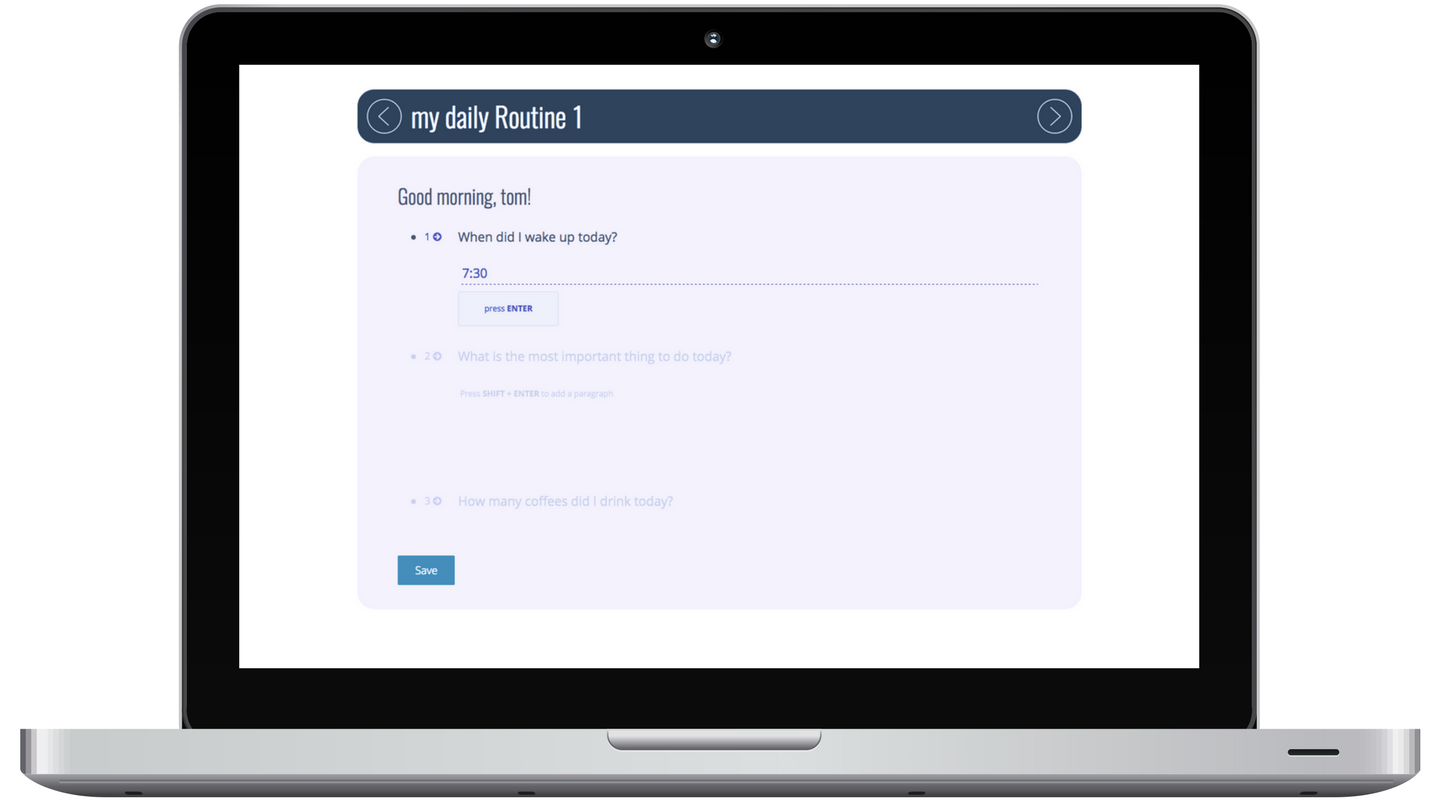 my daily Routine 1
Good morning, tom!
1 When did I wake up today?
7:30
press ENTER
2 What is the most important thing to do today?
Press SHIFT + ENTER to add a paragraph
3 How many coffees did I drink today?
Save